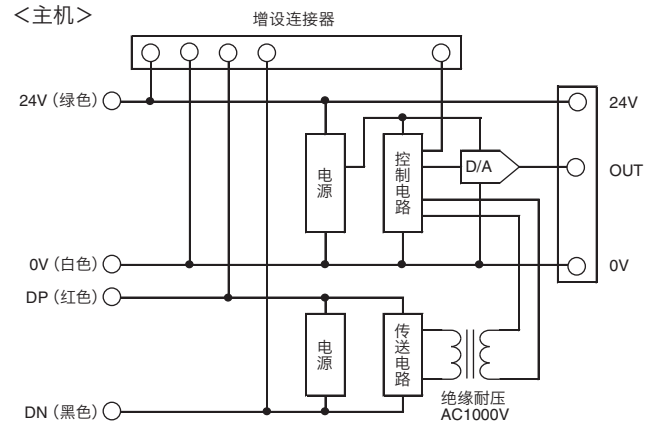 ＜主机＞
增设连接器
24V（绿色）
24V
电源
控制电路
D/A
OUT
0V（白色）
0V
DP（红色）
电源
传送电路
绝缘耐压
AC1000V
DN（黑色）